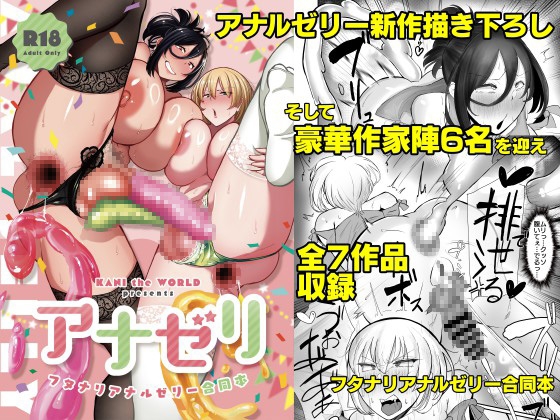 R18
Adult Only
KANI the WORLD
presents
アナゼリ
フタナリアナルゼリー合同本
アナルゼリー新作描き下ろし
そして
豪華作家陣6名を迎え
全7作品
収録
フタナリアナルゼリー合同本